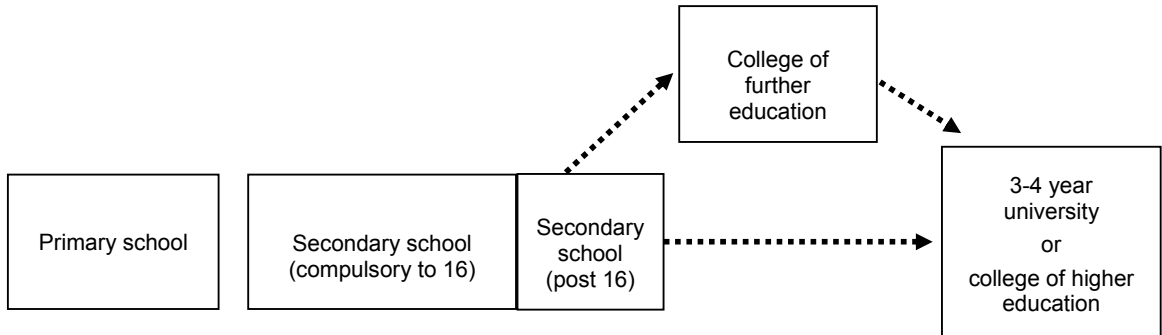 College of
further
education
Primary school
Secondary school
(compulsory to 16)
Secondary
school
(post 16)
3-4 year
university
or
college of higher
education